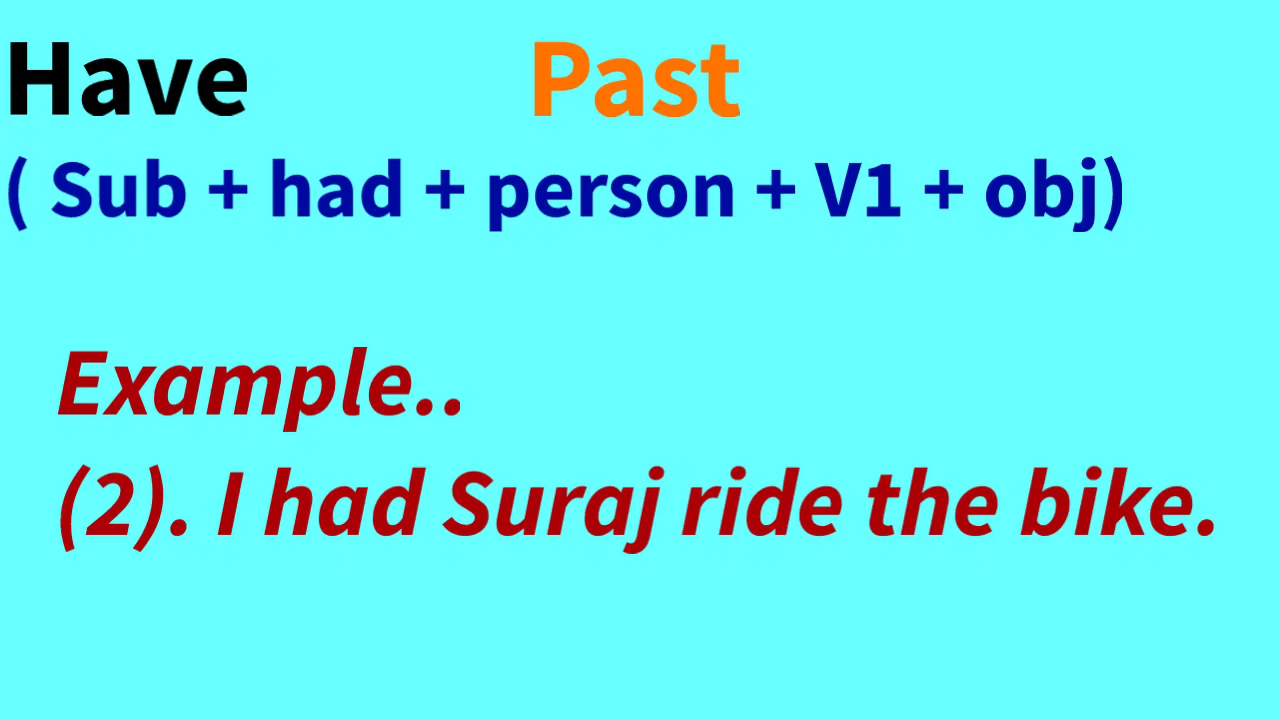 Have Past
( Sub + had + person + V1 + obj)
Example..
(2). I had Suraj ride the bike.